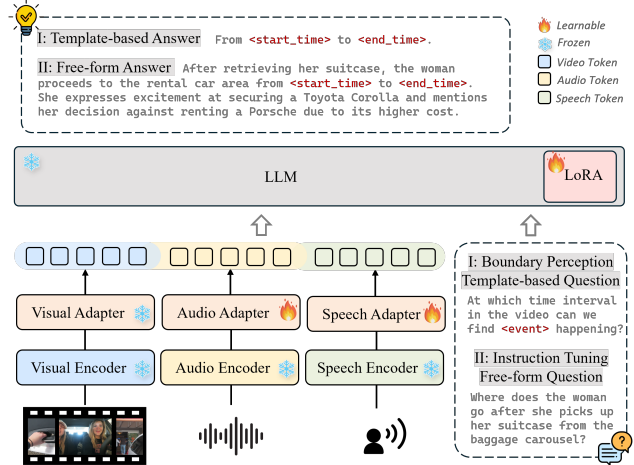 I: Template-based Answer From <start_time> to <end_time>.
II: Free-form Answer After retrieving her suitcase, the woman
proceeds to the rental car area from <start_time> to <end_time>.
She expresses excitement at securing a Toyota Corolla and mentions
her decision against renting a Porsche due to its higher cost.
Learnable
Frozen
Video Token
Audio Token
Speech Token
LLM
LoRA
Visual Adapter
Audio Adapter
Speech Adapter
Visual Encoder
Audio Encoder
Speech Encoder
I: Boundary Perception
Template-based Question
At which time interval
in the video can we
find <event> happening?
II: Instruction Tuning
Free-form Question
Where does the woman
go after she picks up
her suitcase from the
baggage carousel?
?